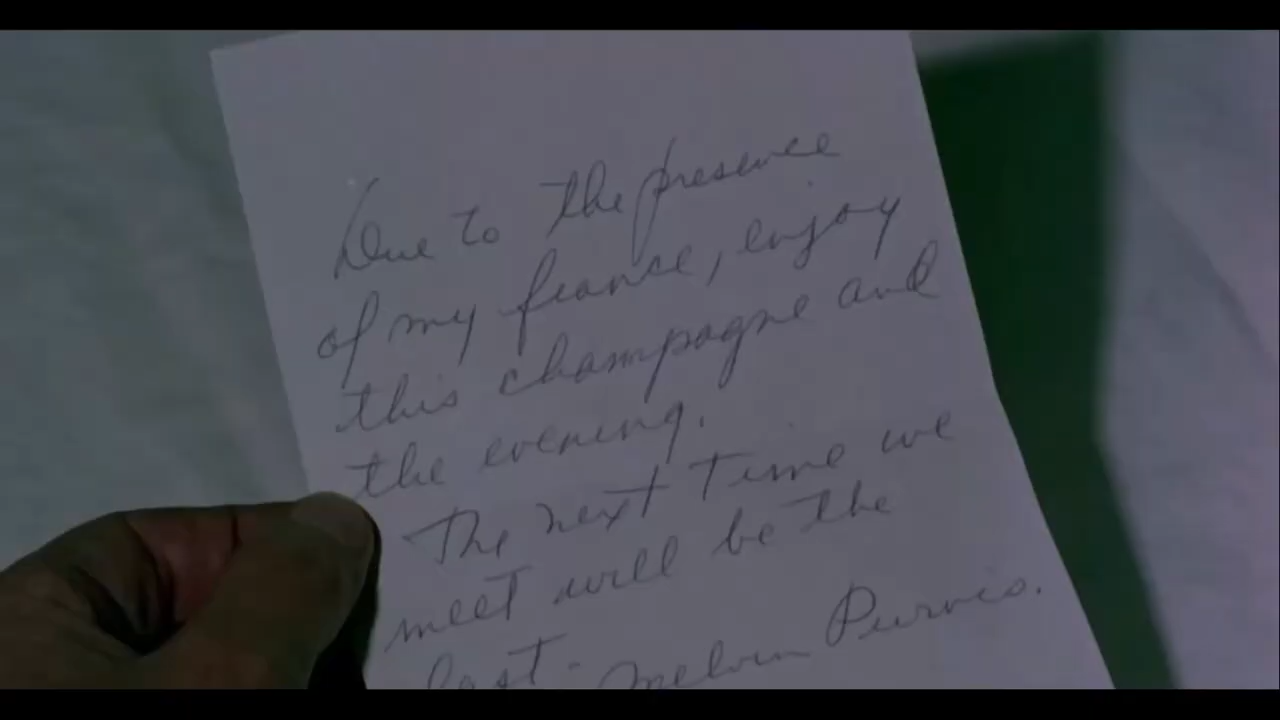 Due to the presence
of my fiance, enjoy
this champagne and
the evening.
The next Time we
meet will be the
last - Melvin Purvis.